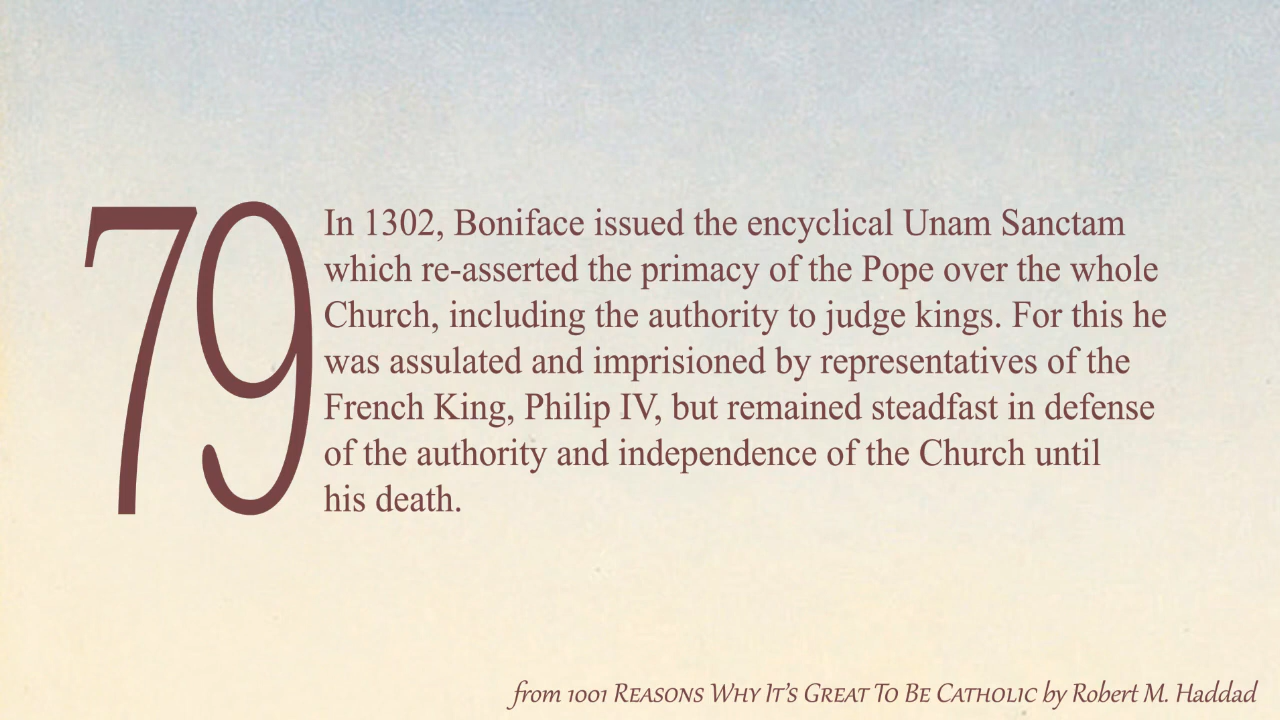 79
In 1302, Boniface issued the encyclical Unam Sanctam
which re-asserted the primacy of the Pope over the whole
Church, including the authority to judge kings. For this he
was assulated and imprisioned by representatives of the
French King, Philip IV, but remained steadfast in defense
of the authority and independence of the Church until
his death.
from 1001 Reasons Why It's Great To Be Catholic by Robert M. Haddad